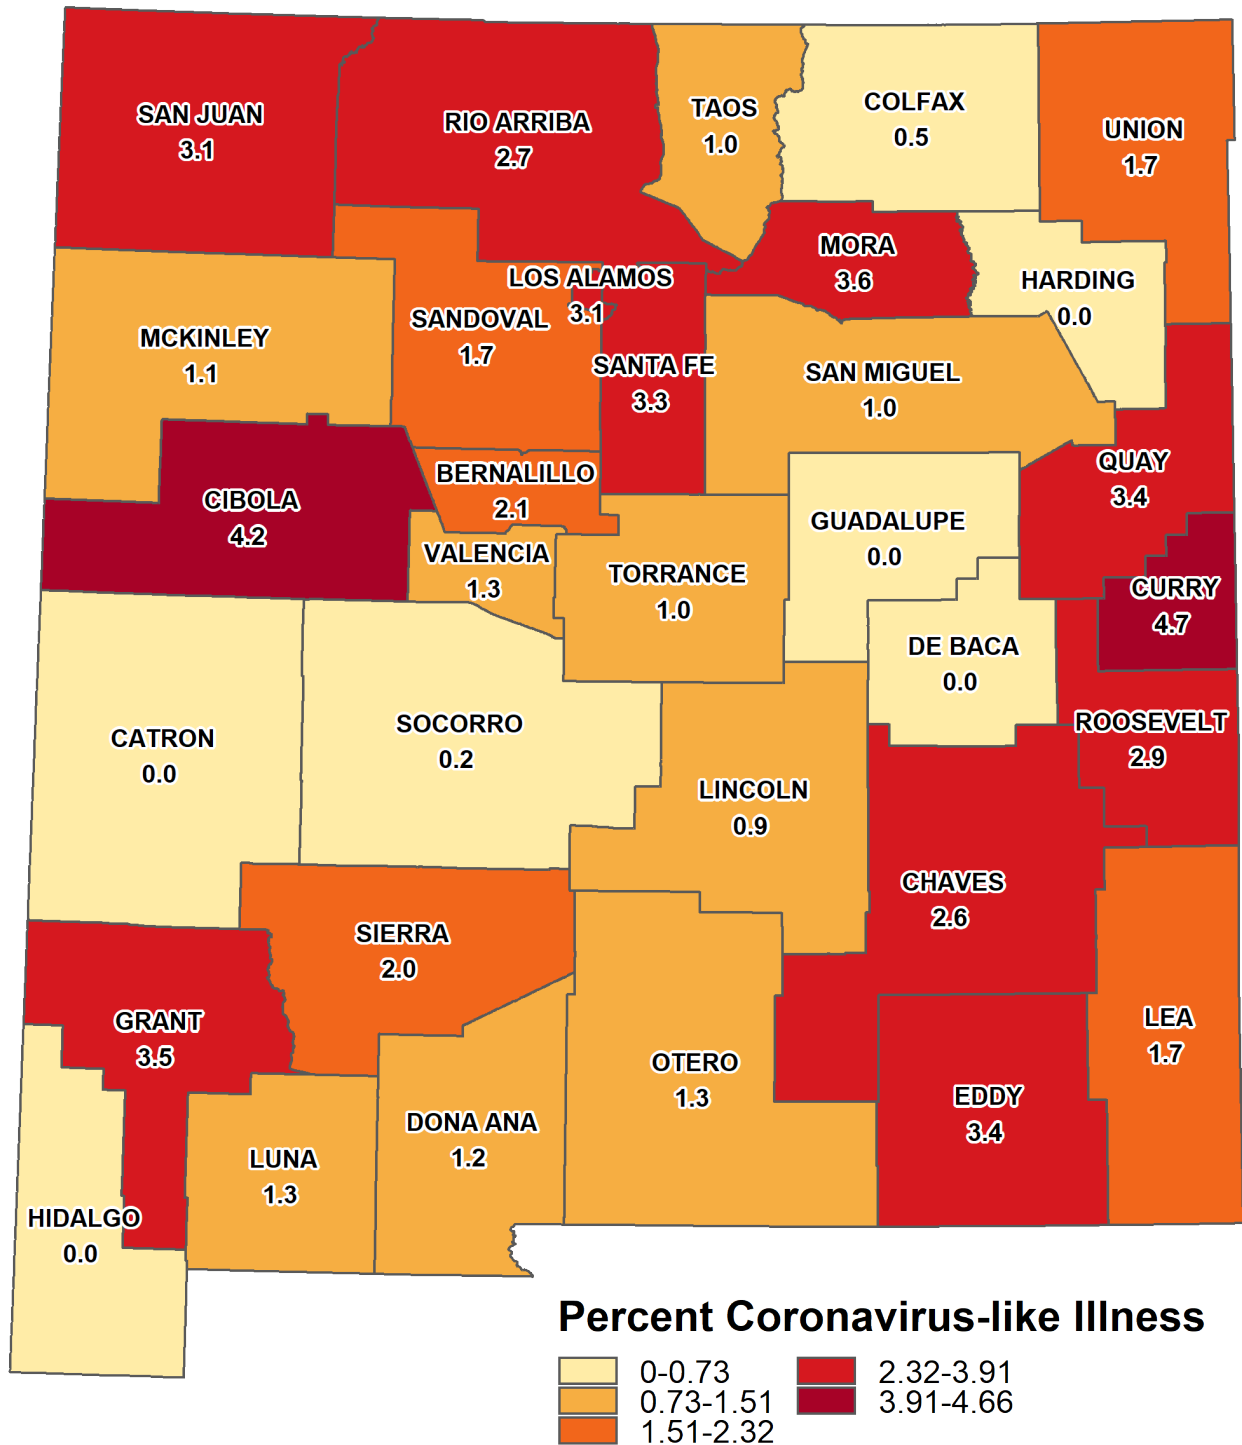 SAN JUAN
3.1
RIO ARRIBA
2.7
TAOS
1.0
COLFAX
0.5
UNION
1.7
MORA
3.6
HARDING
0.0
LOS ALAMOS
3.1
SANDOVAL
1.7
MCKINLEY
1.1
SANTA FE
3.3
SAN MIGUEL
1.0
QUAY
3.4
CIBOLA
4.2
BERNALILLO
2.1
GUADALUPE
0.0
VALENCIA
1.3
TORRANCE
1.0
CURRY
4.7
DE BACA
0.0
CATRON
0.0
SOCORRO
0.2
ROOSEVELT
2.9
LINCOLN
0.9
CHAVES
2.6
SIERRA
2.0
GRANT
3.5
LEA
1.7
OTERO
1.3
EDDY
3.4
DONA ANA
1.2
LUNA
1.3
HIDALGO
0.0
Percent Coronavirus-like Illness
0-0.73
0.73-1.51
1.51-2.32
2.32-3.91
3.91-4.66